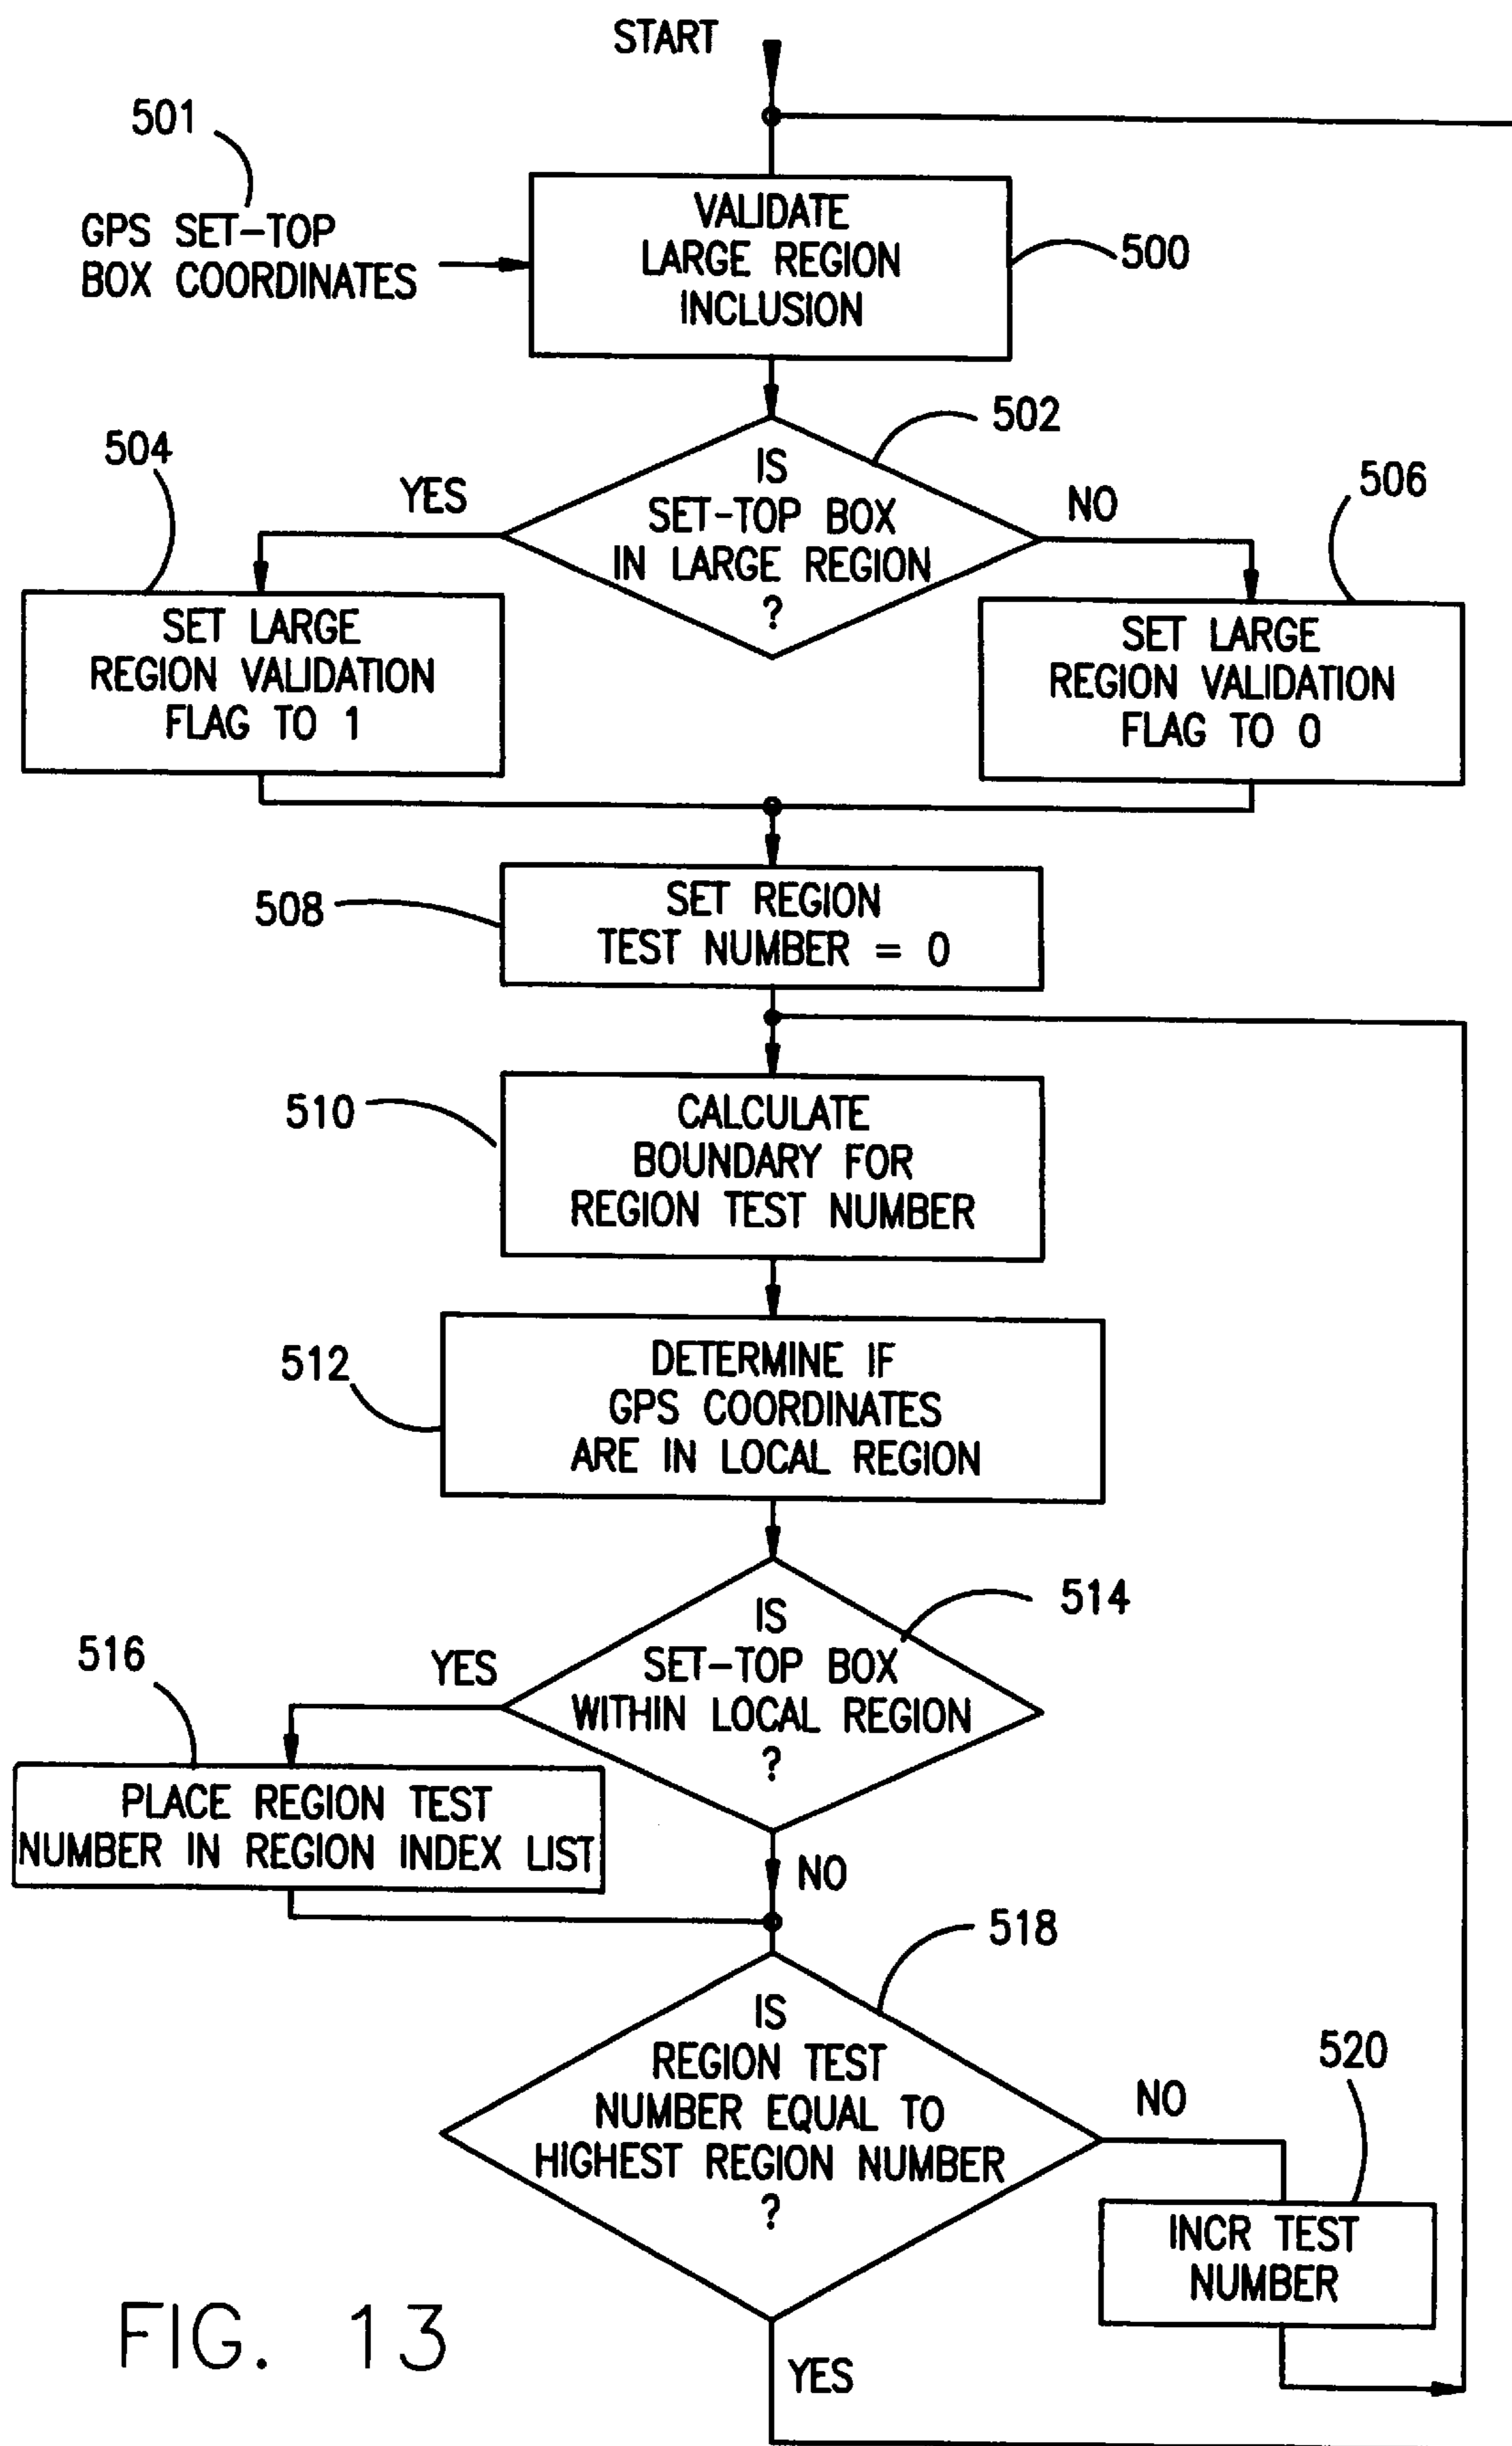 START
501
GPS SET-TOP
BOX COORDINATES
VALIDATE
LARGE REGION
INCLUSION
500
502
IS
SET-TOP BOX
IN LARGE REGION
?
YES
NO
504
SET LARGE
REGION VALIDATION
FLAG TO 1
506
SET LARGE
REGION VALIDATION
FLAG TO 0
508
SET REGION
TEST NUMBER = 0
510
CALCULATE
BOUNDARY FOR
REGION TEST NUMBER
512
DETERMINE IF
GPS COORDINATES
ARE IN LOCAL REGION
514
IS
SET-TOP BOX
WITHIN LOCAL REGION
?
YES
516
PLACE REGION TEST
NUMBER IN REGION INDEX LIST
NO
518
IS
REGION TEST
NUMBER EQUAL TO
HIGHEST REGION NUMBER
?
NO
520
INCR TEST
NUMBER
YES
FIG. 13